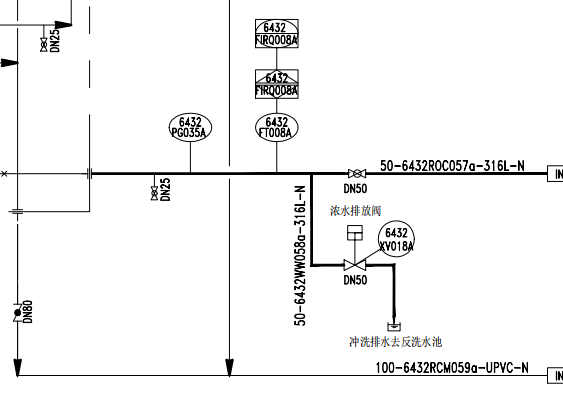 6432
FIRQ008A
DN25
6432
FIRQ008A
6432
PG035A
6432
FT008A
50-6432ROC057a-316L-N
IN
DN25
DN50
50-6432WW058a-316L-N
浓水排放阀
6432
XV018A
DN50
DN80
冲洗排水去反洗水池
100-6432RCM059a-UPVC-N
IN